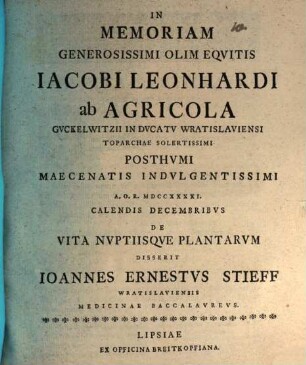 IN
MEMORIAM
GENEROSISSIMI OLIM EQVITIS
IACOBI LEONHARDI
ab AGRICOLA
GVCKELWITZII IN DVCATV WRATISLAVIENSI
TOPARCHAE SOLERTISSIMI
POSTHVMI
MAECENATIS INDVLGENTISSIMI
A. O. R. MDCCXXXXI.
CALENDIS DECEMBRIBVS
DE
VITA NVPTIISQVE PLANTARVM
DISSERIT
IOANNES ERNESTVS STIEFF
WRATISLAVIENSIS
MEDICINAE BACCALAVREVS.
LIPSIAE
EX OFFICINA BREITKOPFIANA.